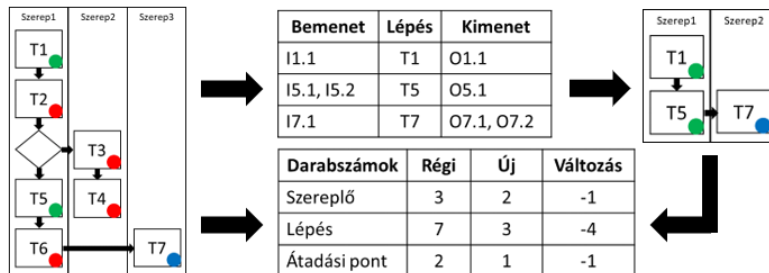 Szerep1 Szerep2 Szerep3
T1
T2
T3
T5 T4
T6 T7
Bemenet Lépés Kimenet
I1.1 T1 O1.1
I5.1, I5.2 T5 O5.1
I7.1 T7 O7.1, O7.2
Szerep1 Szerep2
T1
T5 T7
Darabszámok Régi Új Változás
Szereplő 3 2 -1
Lépés 7 3 -4
Átadási pont 2 1 -1